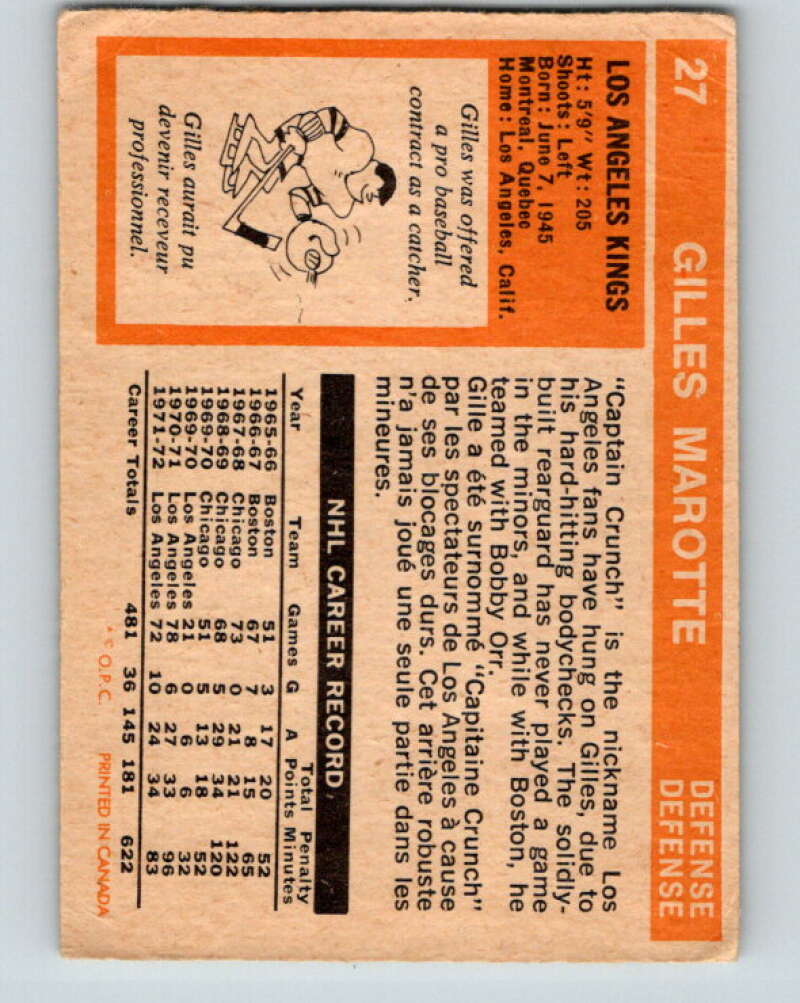 27 GILLES MAROTTE DEFENSE
DEFENSE
LOS ANGELES KINGS
Ht: 5'9" Wt: 205
Shoots: Left
Born: June 7, 1945
Montreal, Quebec
Home: Los Angeles, Calif.
Gilles was offered
a pro baseball
contract as a catcher.
Gilles aurait pu
devenir receveur
professionnel.
"Captain Crunch" is the nickname Los
Angeles fans have hung on Gilles, due to
his hard-hitting bodychecks. The solidly-
built rearguard has never played a game
in the minors, and while with Boston, he
teamed with Bobby Orr.
Gille a été surnommé "Capitaine Crunch"
par les spectateurs de Los Angeles à cause
de ses blocages durs. Cet arrière robuste
n'a jamais joué une seule partie dans les
mineures.
NHL CAREER RECORD
Total Penalty
Year Team Games G A Points Minutes
1965-66 Boston 51 3 17 20 52
1966-67 Boston 67 7 8 15 65
1967-68 Chicago 73 0 21 21 122
1968-69 Chicago 68 5 29 34 120
1969-70 Chicago 51 5 13 18 52
1969-70 Los Angeles 21 0 6 6 32
1970-71 Los Angeles 78 6 27 33 96
1971-72 Los Angeles 72 10 24 34 83
Career Totals 481 36 145 181 622
O.P.C. PRINTED IN CANADA